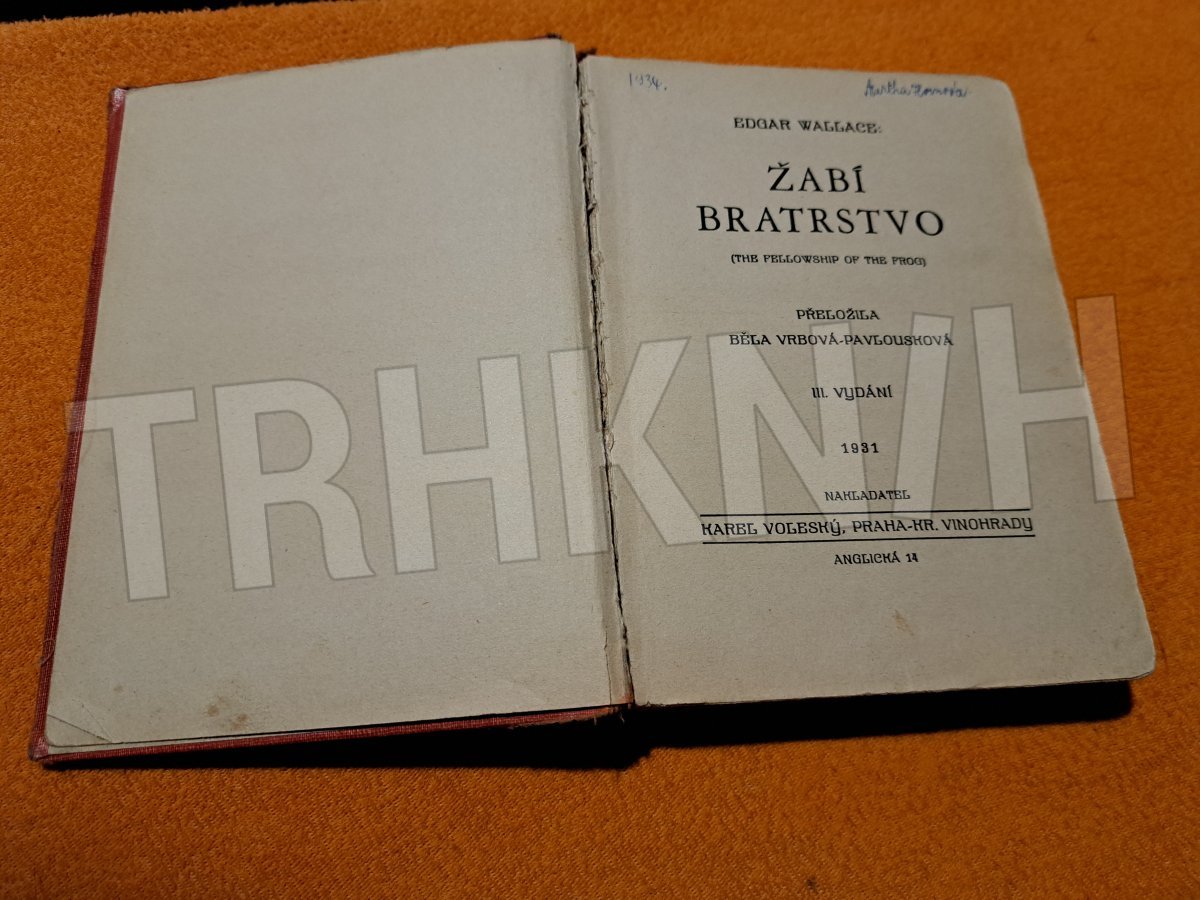 1934.
EDGAR WALLACE:
ŽABÍ
BRATRSTVO
(THE FELLOWSHIP OF THE FROG)
PŘELOŽILA
BĚLA VRBOVÁ-PAVLOUSKOVÁ
III. VYDÁNÍ
1931
NAKLADATEL
KAREL VOLESKÝ, PRAHA-KR. VINOHRADY
ANGLICKÁ 14
TRHKNIH